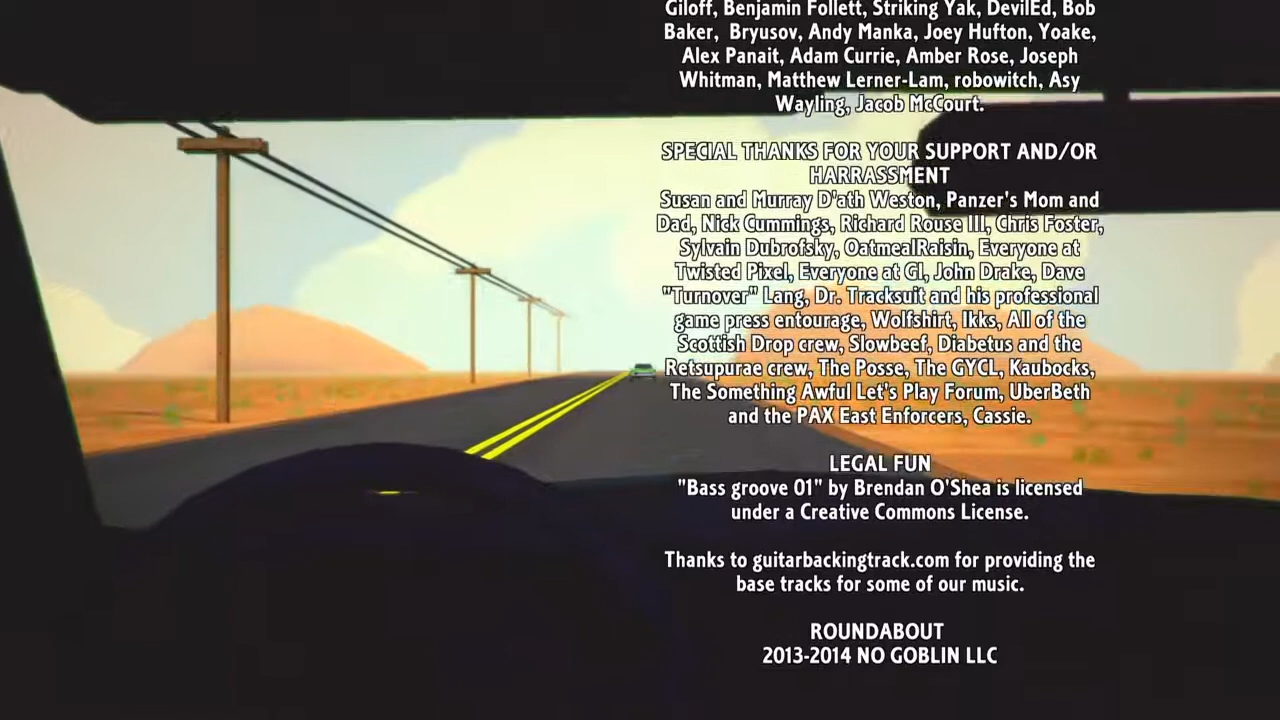 Giloff, Benjamin Follett, Striking Yak, DevilEd, Bob
Baker, Bryusov, Andy Manka, Joey Hufton, Yoake,
Alex Panait, Adam Currie, Amber Rose, Joseph
Whitman, Matthew Lerner-Lam, robowitch, Asy
Wayling, Jacob McCourt.
SPECIAL THANKS FOR YOUR SUPPORT AND/OR
HARRASSMENT
Susan and Murray D'ath Weston, Panzer's Mom and
Dad, Nick Cummings, Richard Rouse III, Chris Foster,
Sylvain Dubrofsky, OatmealRaisin, Everyone at
Twisted Pixel, Everyone at GI, John Drake, Dave
"Turnover" Lang, Dr. Tracksuit and his professional
game press entourage, Wolfshirt, Ikks, All of the
Scottish Drop crew, Slowbeef, Diabetus and the
Retsupurae crew, The Posse, The GYCL, Kaubocks,
The Something Awful Let's Play Forum, UberBeth
and the PAX East Enforcers, Cassie.
LEGAL FUN
"Bass groove 01" by Brendan O'Shea is licensed
under a Creative Commons License.
Thanks to guitarbackingtrack.com for providing the
base tracks for some of our music.
ROUNDABOUT
2013-2014 NO GOBLIN LLC